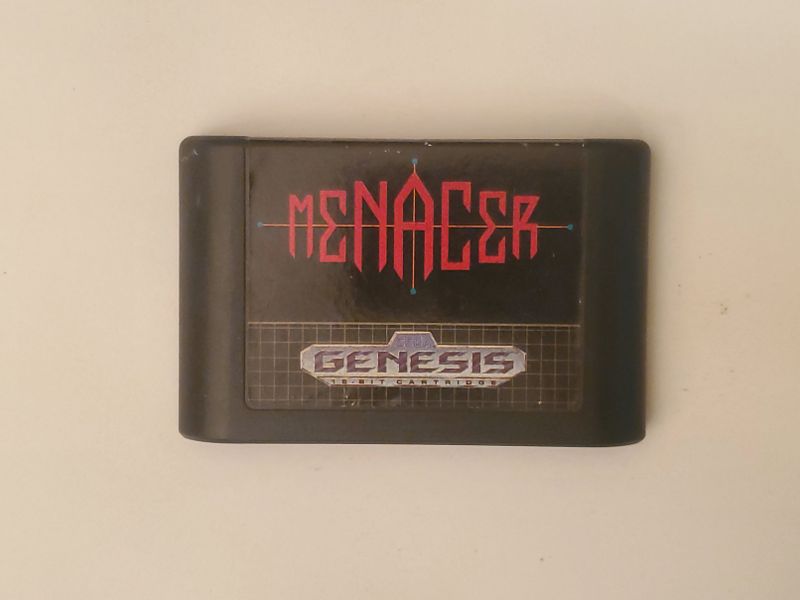 MENACER
SEGA
GENESIS
16-BIT CARTRIDGE